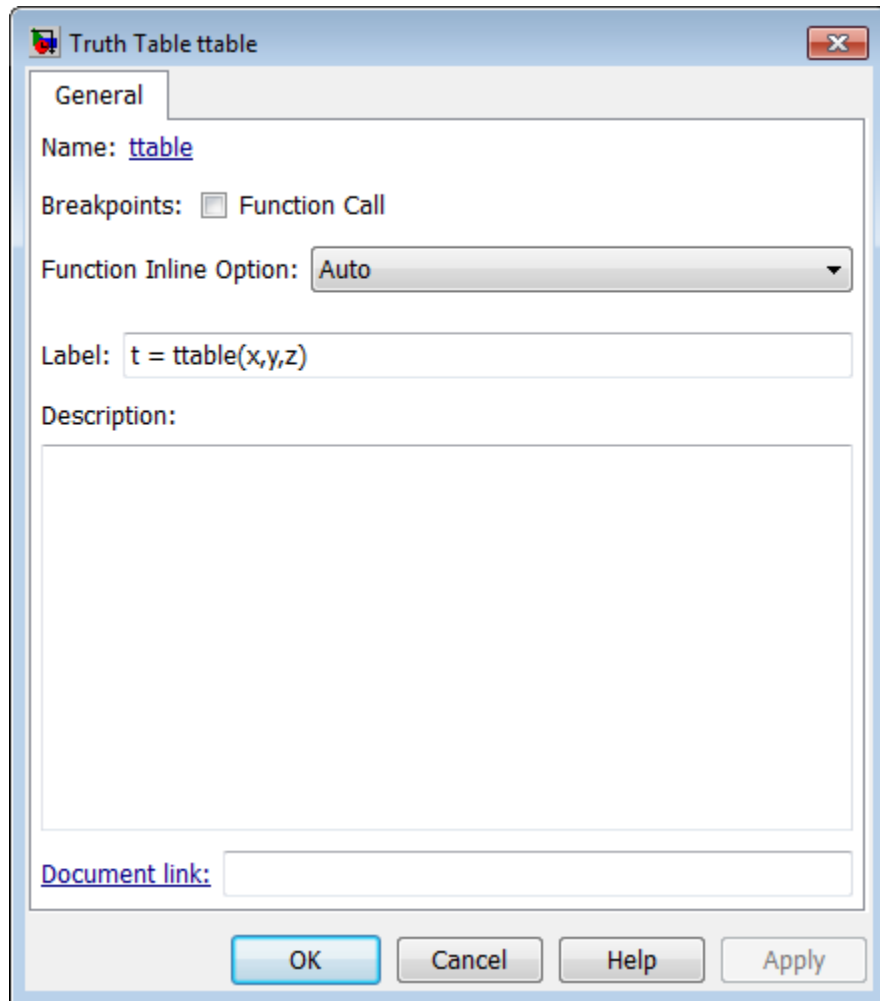 Truth Table ttable
General
Name: ttable
Breakpoints: Function Call
Function Inline Option: Auto
Label: t = ttable(x,y,z)
Description:
Document link:
OK Cancel Help Apply